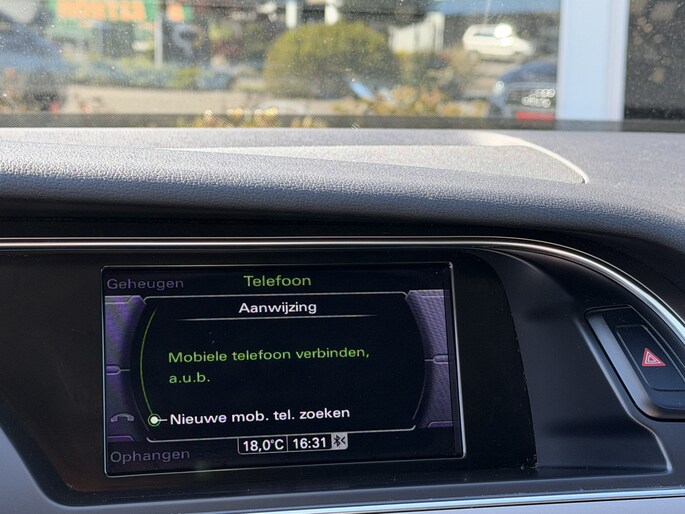 Geheugen
Telefoon
Aanwijzing
Mobiele telefoon verbinden,
a.u.b.
Nieuwe mob. tel. zoeken
18,0°C 16:31
Ophangen